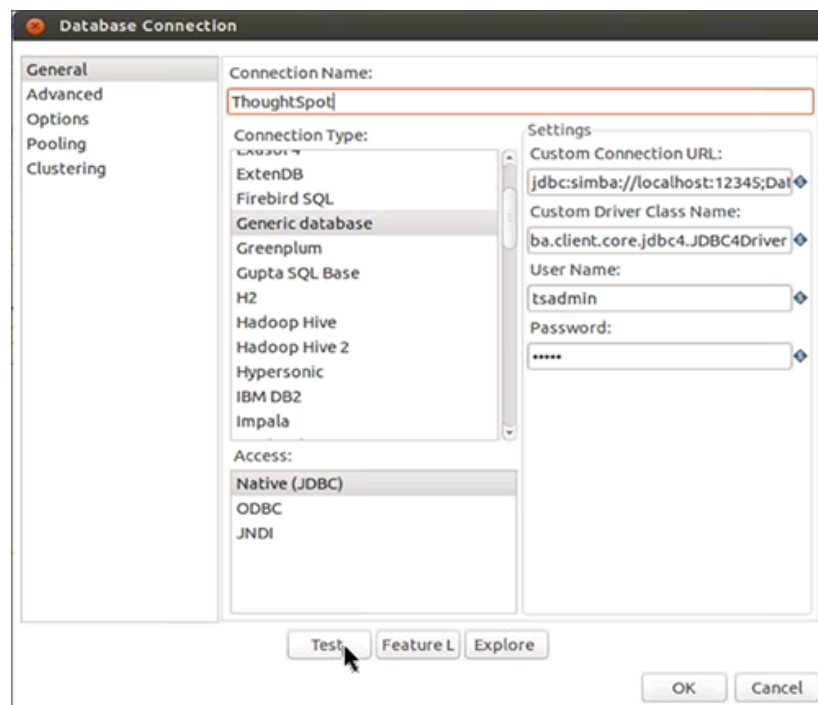 Database Connection
General
Advanced
Options
Pooling
Clustering
Connection Name:
ThoughtSpot
Connection Type:
ExtenDB
Firebird SQL
Generic database
Greenplum
Gupta SQL Base
H2
Hadoop Hive
Hadoop Hive 2
Hypersonic
IBM DB2
Impala
Access:
Native (JDBC)
ODBC
JNDI
Settings
Custom Connection URL:
jdbc:simba://localhost:12345;Dat
Custom Driver Class Name:
ba.client.core.jdbc4.JDBC4Driver
User Name:
tsadmin
Password:
•••••
Test
Feature L
Explore
OK
Cancel